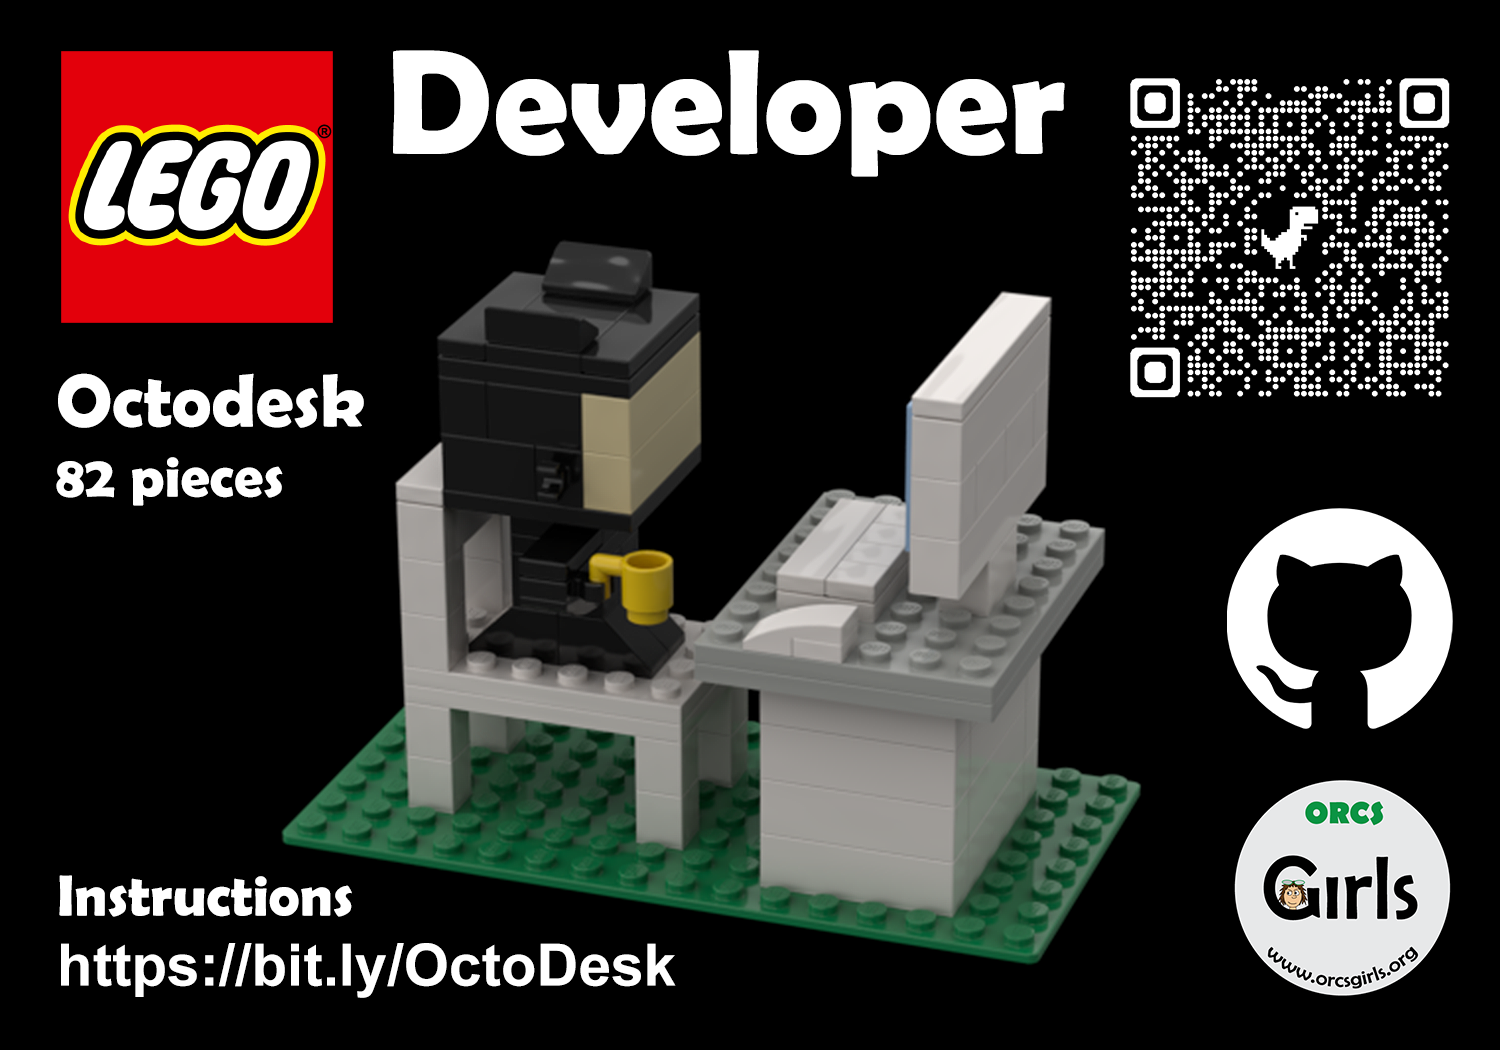 LEGO®
Developer
Octodesk
82 pieces
Instructions
https://bit.ly/OctoDesk
ORCS
Girls
www.orcsgirls.org